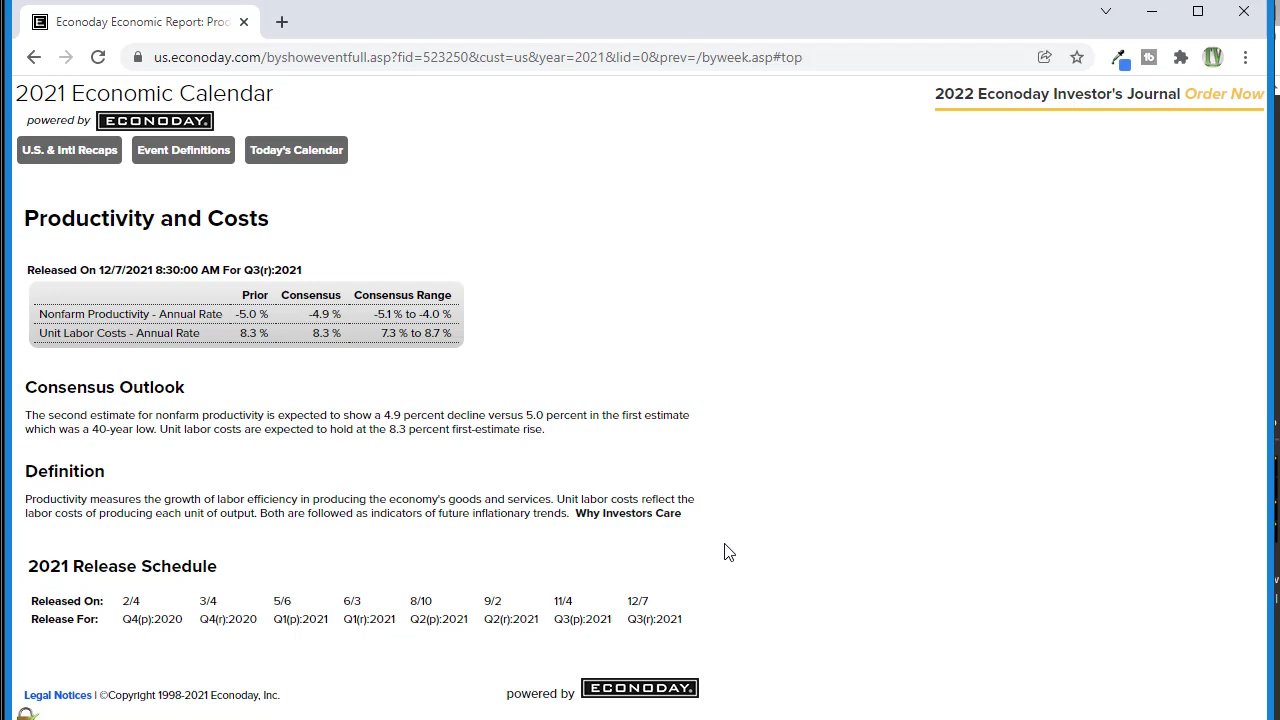 Econoday Economic Report: Pro
us.econoday.com/byshoweventfull.asp?fid=523250&cust=us&year=2021&lid=0&prev=/byweek.asp#top
2021 Economic Calendar
2022 Econoday Investor's Journal Order Now
powered by ECONODAY.
U.S. & Intl Recaps Event Definitions Today's Calendar
Productivity and Costs
Released On 12/7/2021 8:30:00 AM For Q3(r):2021
Prior Consensus Consensus Range
Nonfarm Productivity - Annual Rate -5.0 % -4.9 % -5.1 % to -4.0 %
Unit Labor Costs - Annual Rate 8.3 % 8.3 % 7.3 % to 8.7 %
Consensus Outlook
The second estimate for nonfarm productivity is expected to show a 4.9 percent decline versus 5.0 percent in the first estimate
which was a 40-year low. Unit labor costs are expected to hold at the 8.3 percent first-estimate rise.
Definition
Productivity measures the growth of labor efficiency in producing the economy's goods and services. Unit labor costs reflect the
labor costs of producing each unit of output. Both are followed as indicators of future inflationary trends. Why Investors Care
2021 Release Schedule
Released On: 2/4 3/4 5/6 6/3 8/10 9/2 11/4 12/7
Release For: Q4(p):2020 Q4(r):2020 Q1(p):2021 Q1(r):2021 Q2(p):2021 Q2(r):2021 Q3(p):2021 Q3(r):2021
Legal Notices | ©Copyright 1998-2021 Econoday, Inc.
powered by ECONODAY.